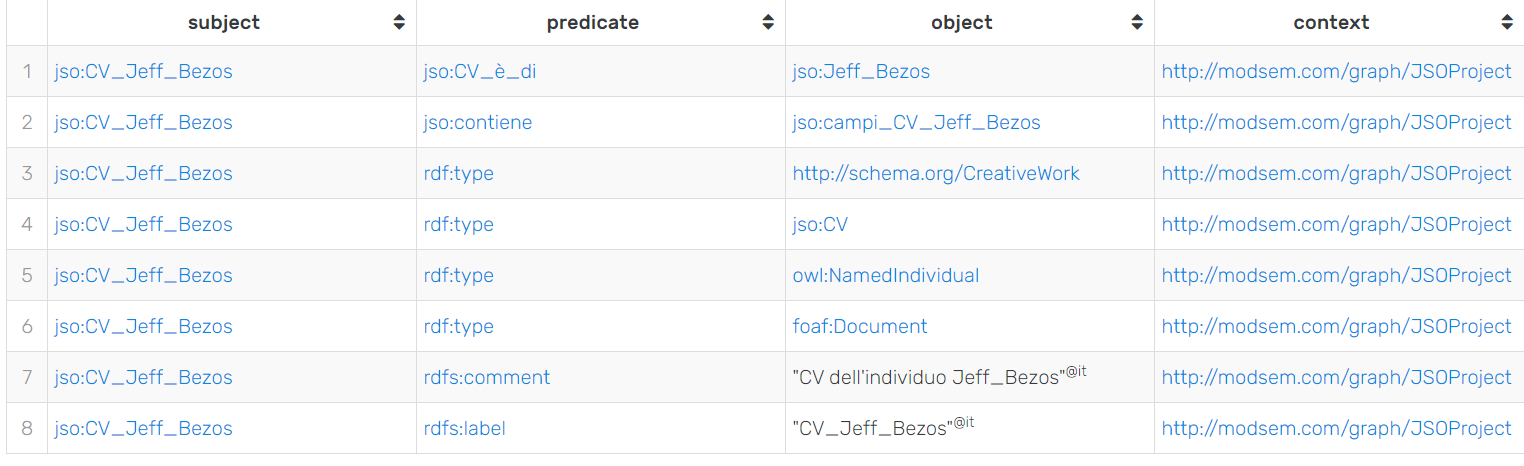 subject predicate object context
1 jso:CV_Jeff_Bezos jso:CV_è_di jso:Jeff_Bezos http://modsem.com/graph/JSOProject
2 jso:CV_Jeff_Bezos jso:contiene jso:campi_CV_Jeff_Bezos http://modsem.com/graph/JSOProject
3 jso:CV_Jeff_Bezos rdf:type http://schema.org/CreativeWork http://modsem.com/graph/JSOProject
4 jso:CV_Jeff_Bezos rdf:type jso:CV http://modsem.com/graph/JSOProject
5 jso:CV_Jeff_Bezos rdf:type owl:NamedIndividual http://modsem.com/graph/JSOProject
6 jso:CV_Jeff_Bezos rdf:type foaf:Document http://modsem.com/graph/JSOProject
7 jso:CV_Jeff_Bezos rdfs:comment "CV dell'individuo Jeff_Bezos"@it http://modsem.com/graph/JSOProject
8 jso:CV_Jeff_Bezos rdfs:label "CV_Jeff_Bezos"@it http://modsem.com/graph/JSOProject